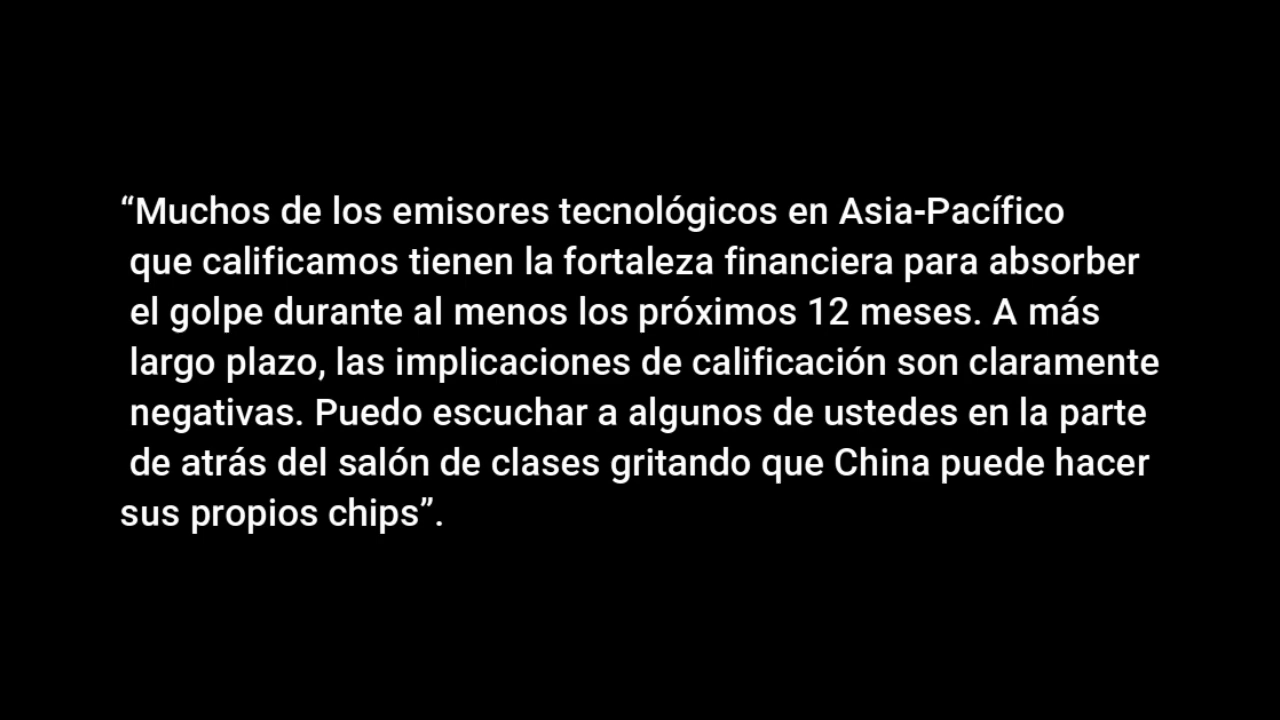 “Muchos de los emisores tecnológicos en Asia-Pacífico
que calificamos tienen la fortaleza financiera para absorber
el golpe durante al menos los próximos 12 meses. A más
largo plazo, las implicaciones de calificación son claramente
negativas. Puedo escuchar a algunos de ustedes en la parte
de atrás del salón de clases gritando que China puede hacer
sus propios chips”.